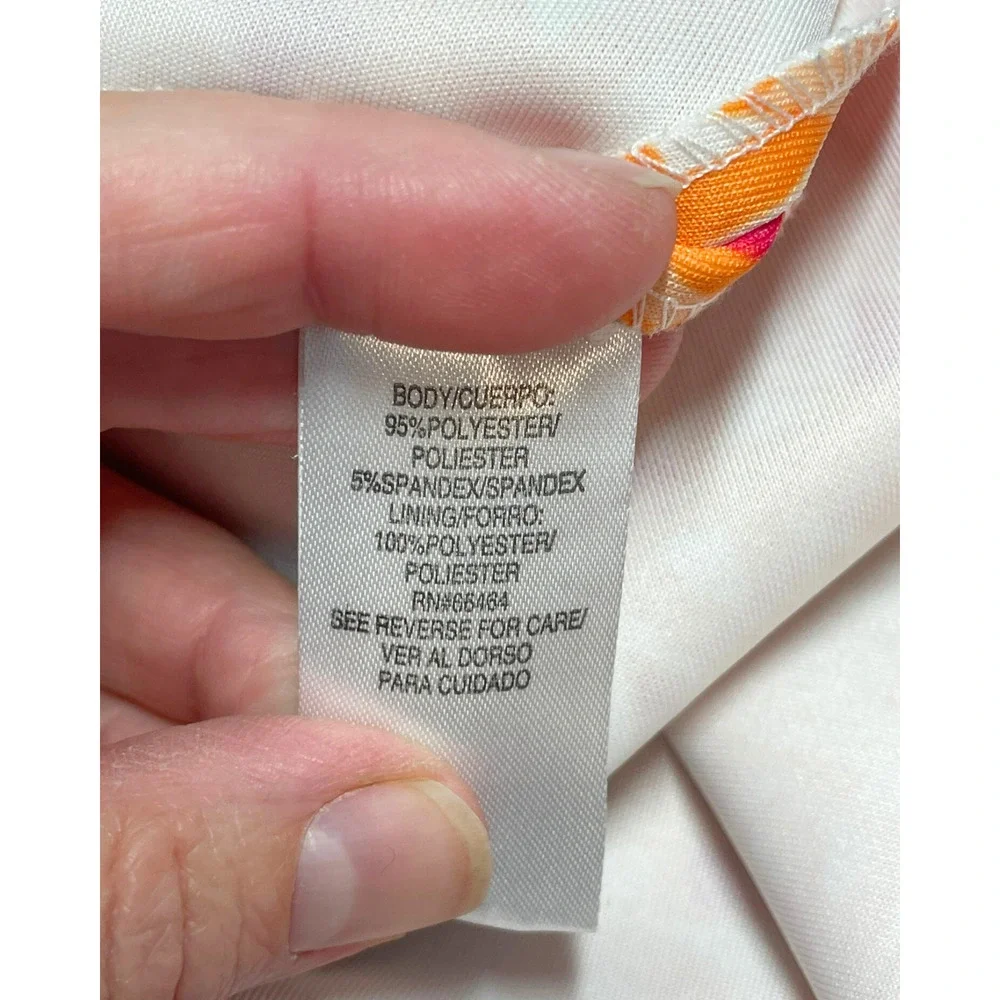 BODY/CUERPO:
95%POLYESTER/
POLIESTER
5%SPANDEX/SPANDEX
LINING/FORRO:
100%POLYESTER/
POLIESTER
RN#66464
SEE REVERSE FOR CARE/
VER AL DORSO
PARA CUIDADO